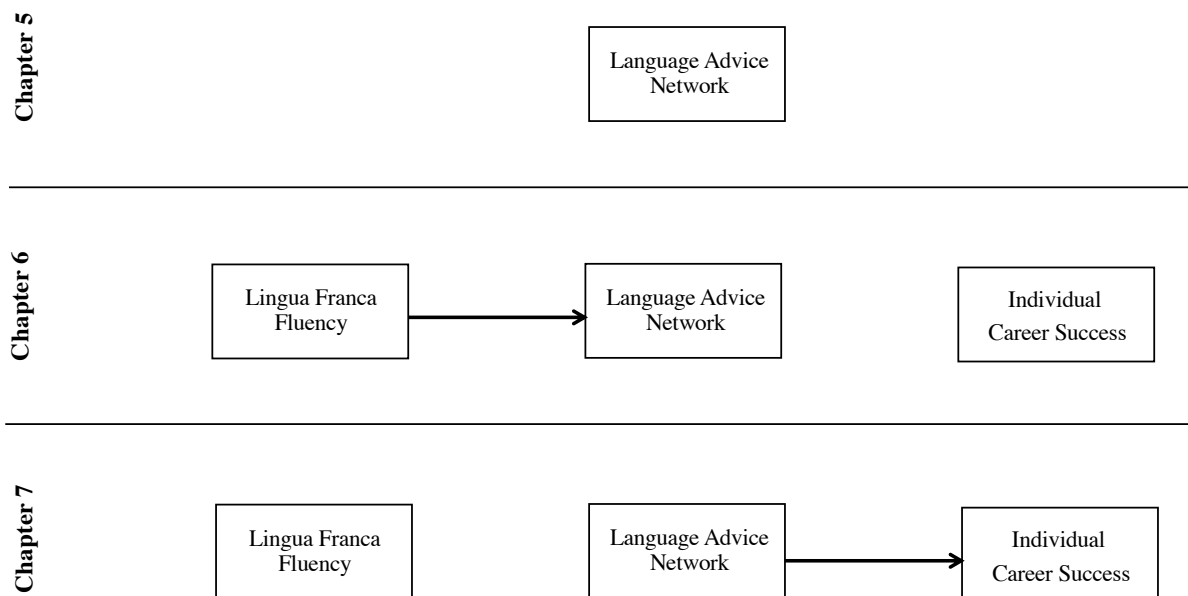 Chapter 5
Language Advice
Network
Chapter 6
Lingua Franca
Fluency
Language Advice
Network
Individual
Career Success
Chapter 7
Lingua Franca
Fluency
Language Advice
Network
Individual
Career Success